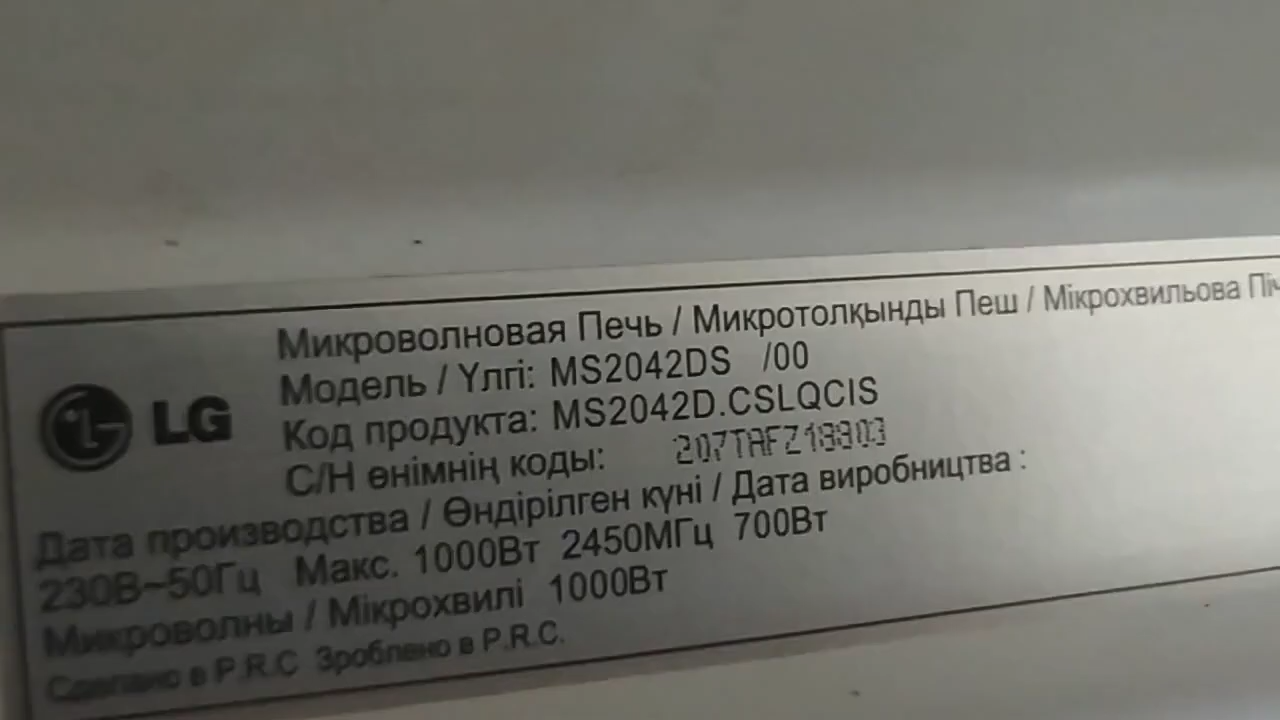 Микроволновая Печь / Микротолқынды Пеш / Мікрохвильова Піч
LG
Модель / Үлгі: MS2042DS /00
Код продукта: MS2042D.CSLQCIS
С/Н өнімнің коды: 207TAFZ18803
Дата производства / Өндірілген күні / Дата виробництва :
230В~50Гц Макс. 1000Вт 2450МГц 700Вт
Микроволны / Мікрохвилі 1000Вт
Сделано в P.R.C Зроблено в P.R.C.